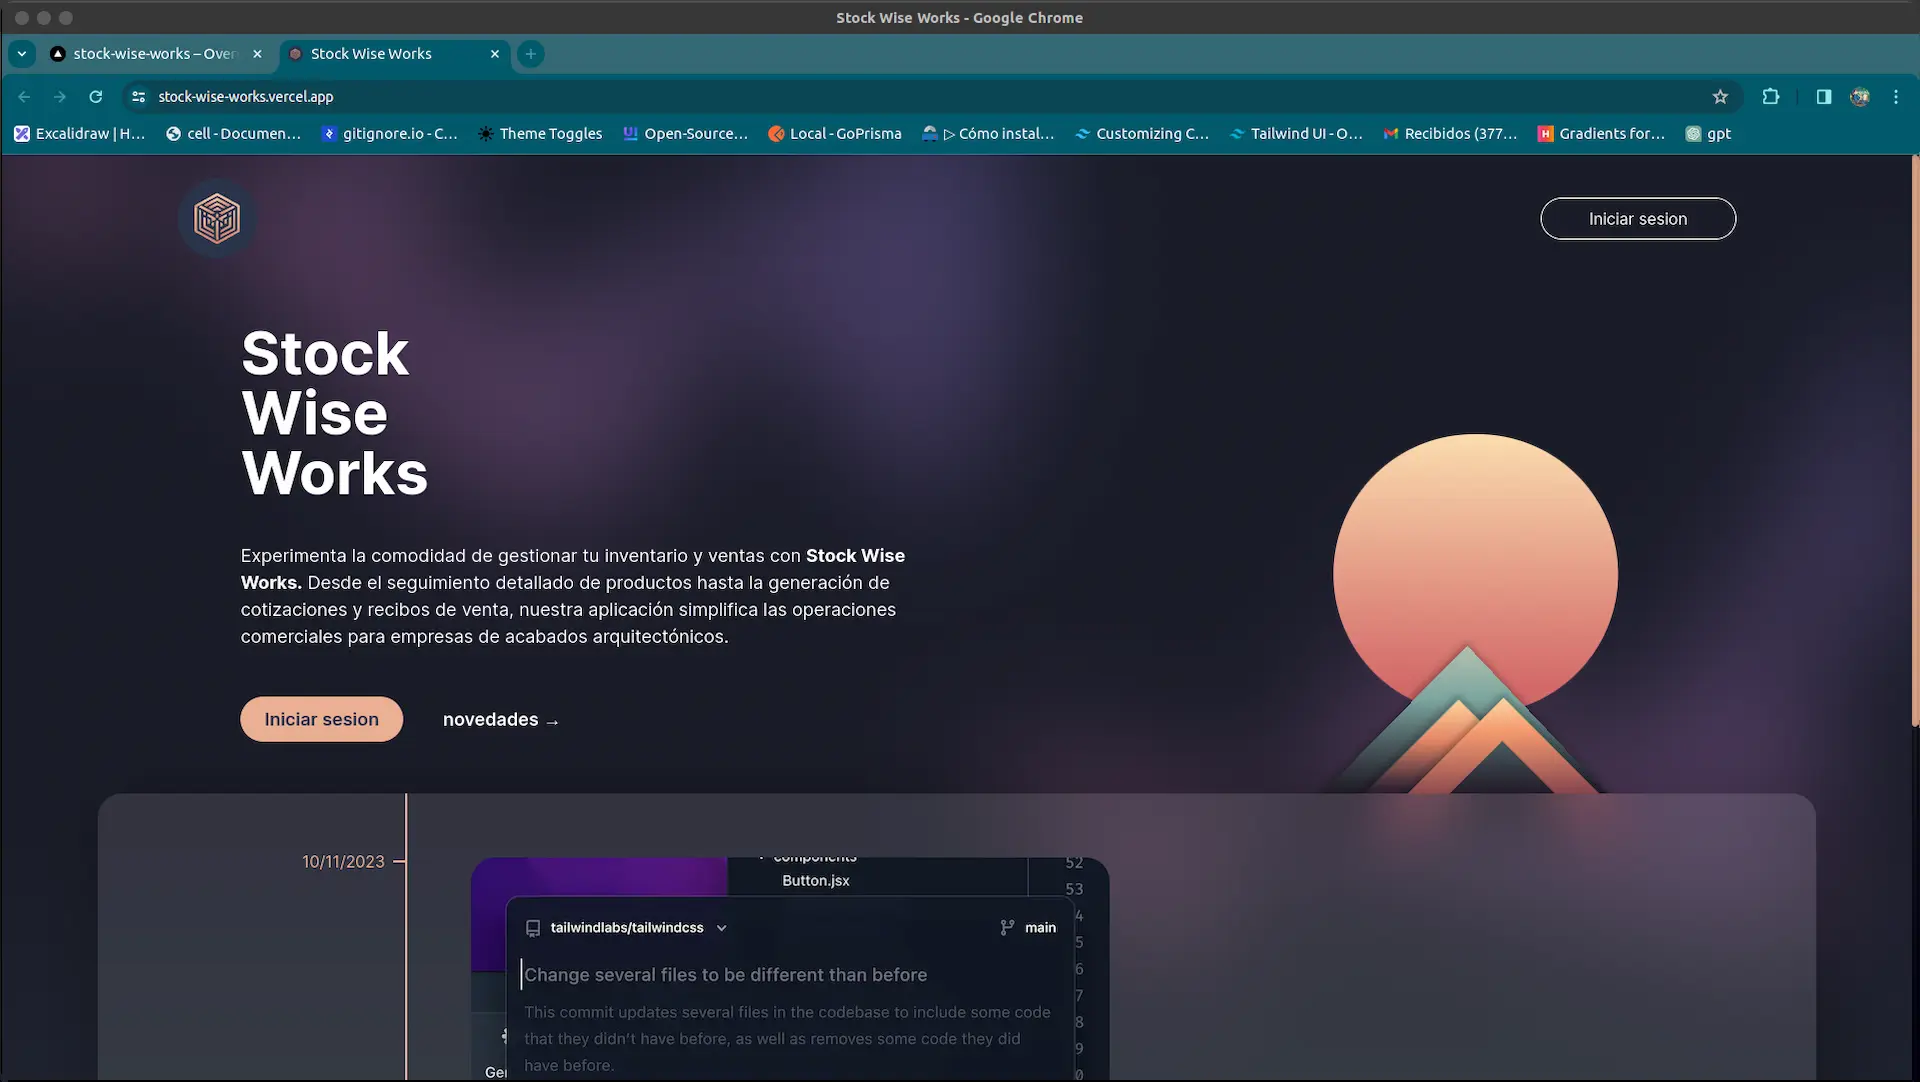 Stock Wise Works - Google Chrome
stock-wise-works – Over
Stock Wise Works
stock-wise-works.vercel.app
Excalidraw | H...
cell - Documen...
gitignore.io - C...
Theme Toggles
Open-Source...
Local - GoPrisma
▷ Cómo instal...
Customizing C...
Tailwind UI - O...
Recibidos (377...
Gradients for...
gpt
Iniciar sesion
Stock
Wise
Works
Experimenta la comodidad de gestionar tu inventario y ventas con Stock Wise
Works. Desde el seguimiento detallado de productos hasta la generación de
cotizaciones y recibos de venta, nuestra aplicación simplifica las operaciones
comerciales para empresas de acabados arquitectónicos.
Iniciar sesion
novedades →
10/11/2023
components
Button.jsx
52
53
4
5
6
7
8
9
0
tailwindlabs/tailwindcss
main
Change several files to be different than before
This commit updates several files in the codebase to include some code
that they didn't have before, as well as removes some code they did
have before.